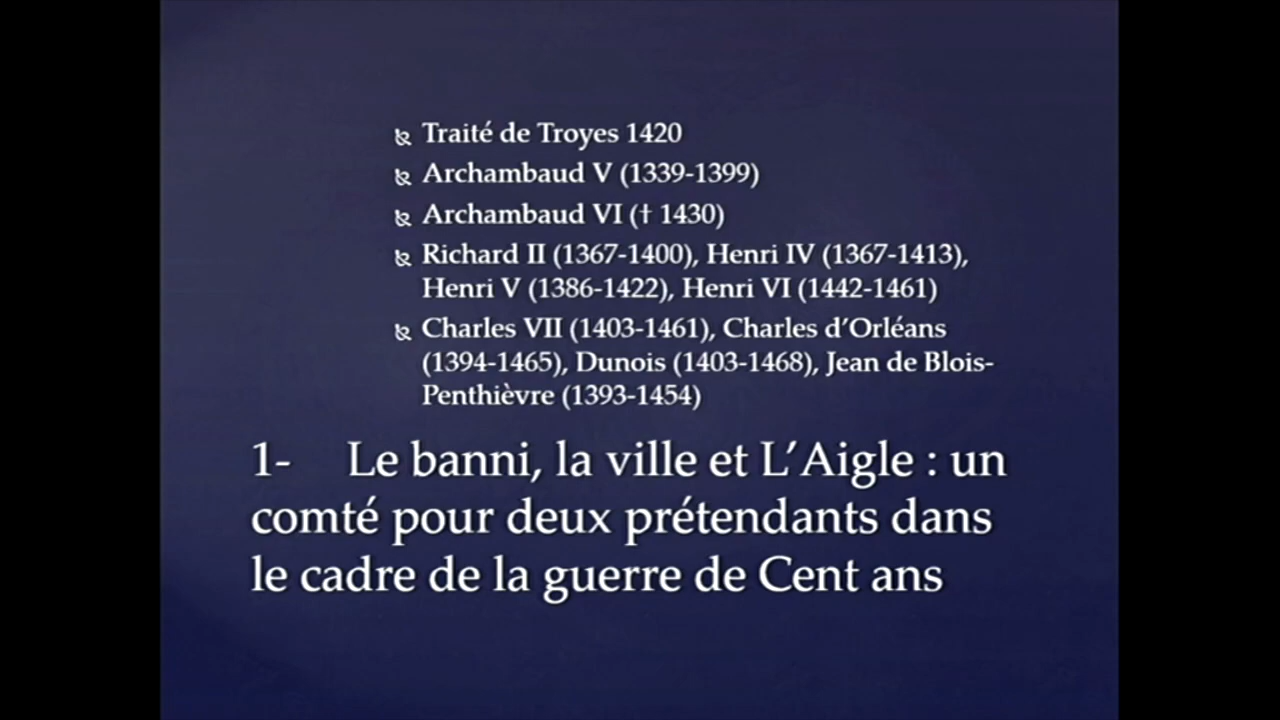 Traité de Troyes 1420
Archambaud V (1339-1399)
Archambaud VI († 1430)
Richard II (1367-1400), Henri IV (1367-1413),
Henri V (1386-1422), Henri VI (1442-1461)
Charles VII (1403-1461), Charles d’Orléans
(1394-1465), Dunois (1403-1468), Jean de Blois-
Penthièvre (1393-1454)
1- Le banni, la ville et L’Aigle : un
comté pour deux prétendants dans
le cadre de la guerre de Cent ans